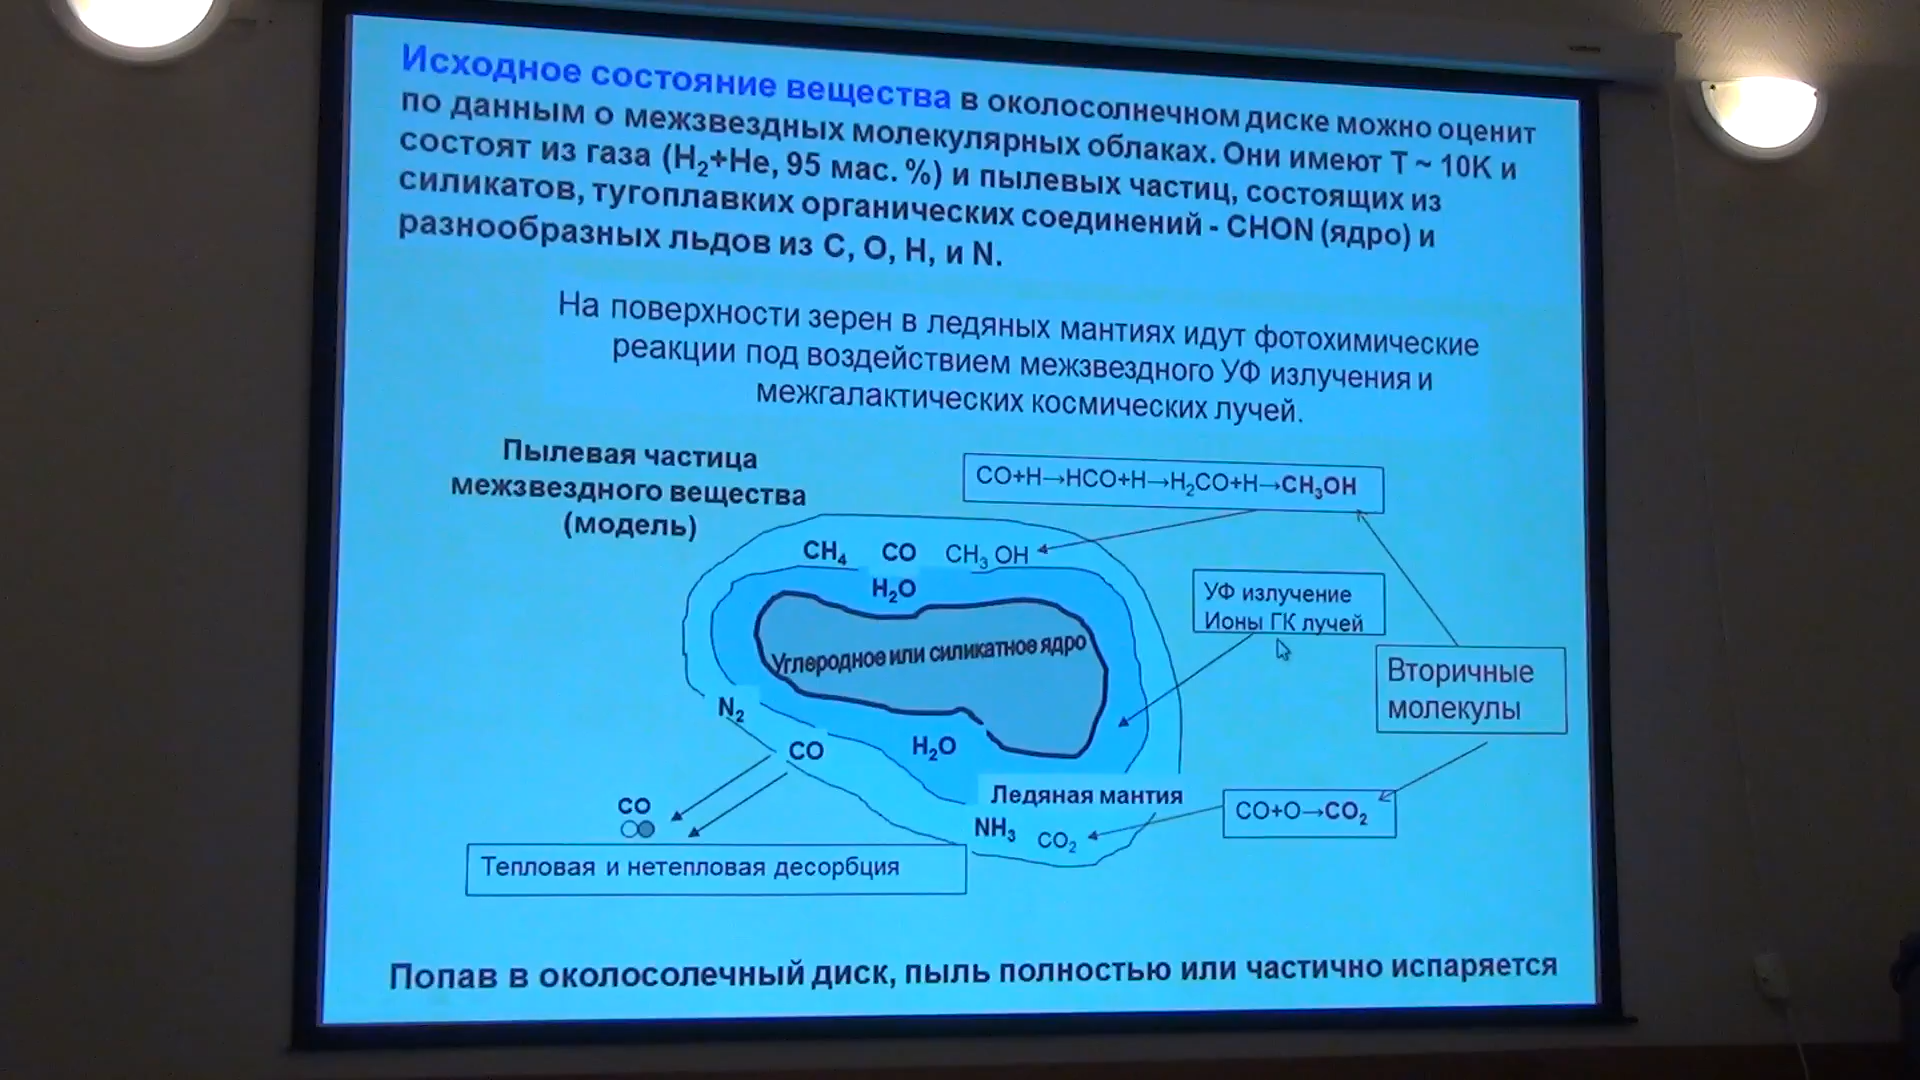 Исходное состояние вещества в околосолнечном диске можно оценит
по данным о межзвездных молекулярных облаках. Они имеют T ~ 10K и
состоят из газа (H₂+He, 95 мас. %) и пылевых частиц, состоящих из
силикатов, тугоплавких органических соединений - CHON (ядро) и
разнообразных льдов из C, O, H, и N.
На поверхности зерен в ледяных мантиях идут фотохимические
реакции под воздействием межзвездного УФ излучения и
межгалактических космических лучей.
Пылевая частица
межзвездного вещества
(модель)
CO+H→HCO+H→H₂CO+H→CH₃OH
CH₄ CO CH₃ OH
H₂O
УФ излучение
Ионы ГК лучей
Углеродное или силикатное ядро
Вторичные
молекулы
N₂
CO
H₂O
Ледяная мантия
CO
CO+O→CO₂
NH₃ CO₂
Тепловая и нетепловая десорбция
Попав в околосолечный диск, пыль полностью или частично испаряется